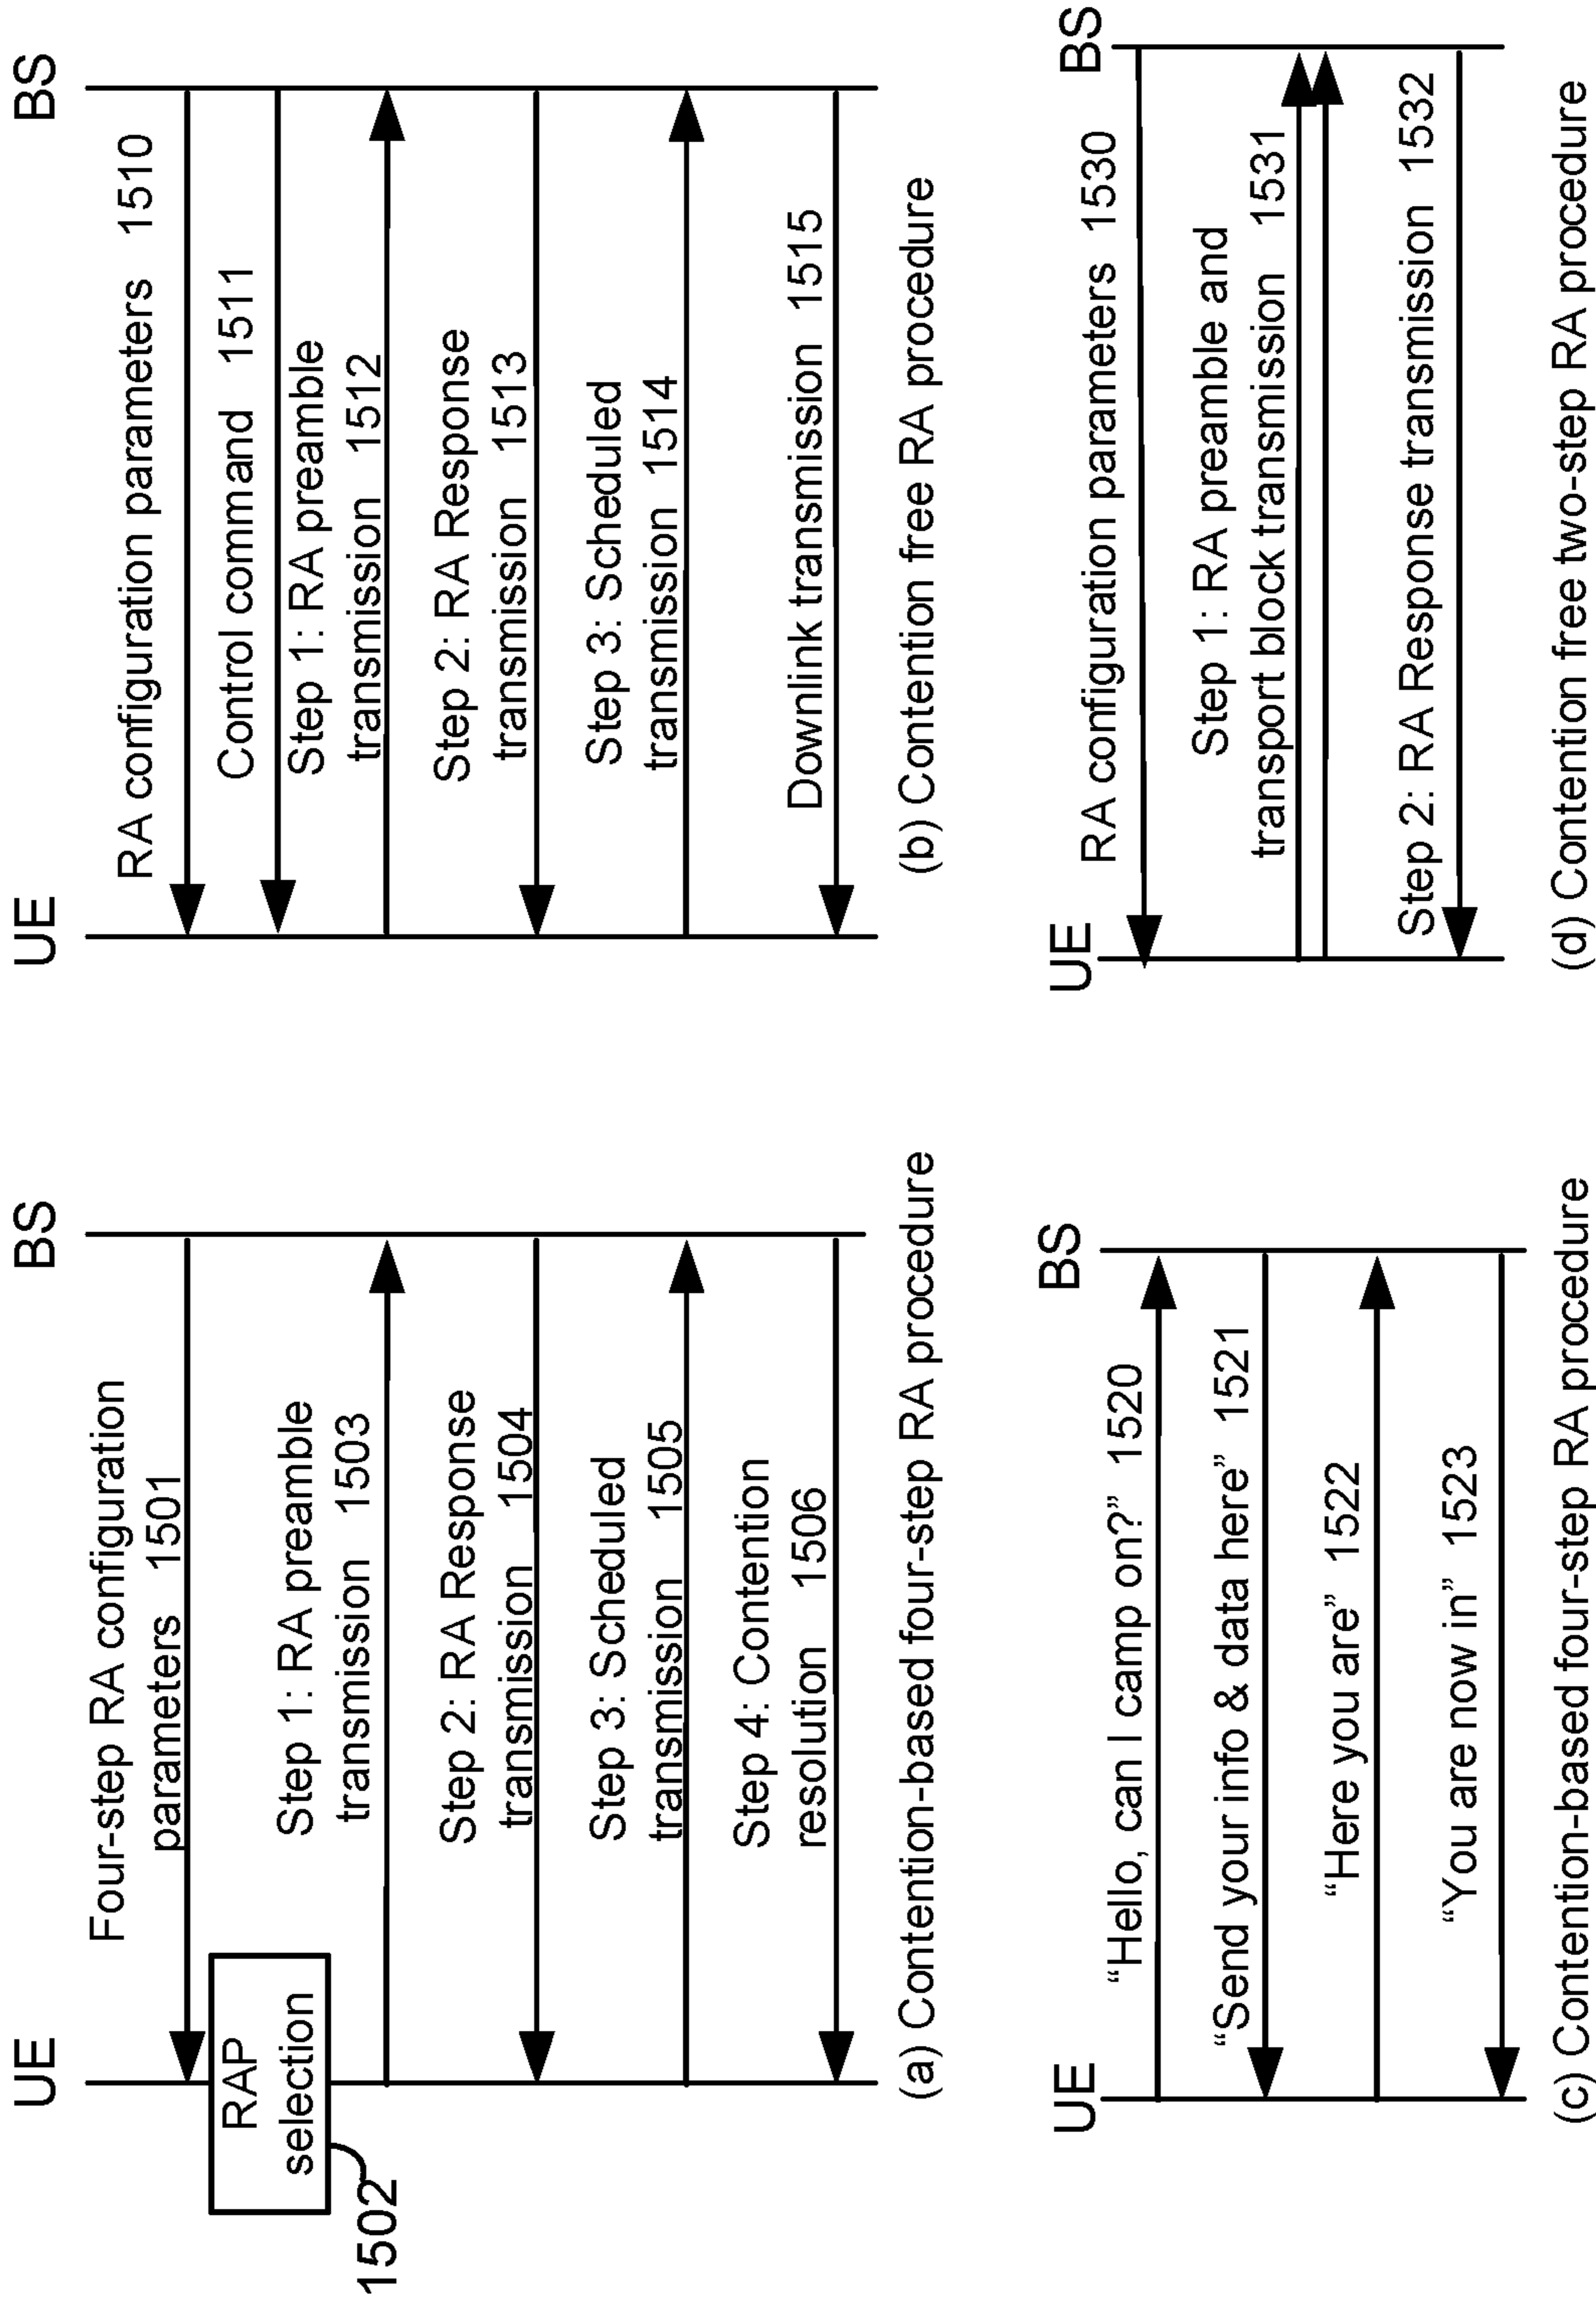 UE
BS
Four-step RA configuration
parameters 1501
RAP
selection
1502
Step 1: RA preamble
transmission 1503
Step 2: RA Response
transmission 1504
Step 3: Scheduled
transmission 1505
Step 4: Contention
resolution 1506
(a) Contention-based four-step RA procedure
UE
BS
RA configuration parameters 1510
Control command 1511
Step 1: RA preamble
transmission 1512
Step 2: RA Response
transmission 1513
Step 3: Scheduled
transmission 1514
Downlink transmission 1515
(b) Contention free RA procedure
UE
BS
“Hello, can I camp on?” 1520
“Send your info & data here” 1521
“Here you are” 1522
“You are now in” 1523
(c) Contention-based four-step RA procedure
UE
BS
RA configuration parameters 1530
Step 1: RA preamble and
transport block transmission 1531
Step 2: RA Response transmission 1532
(d) Contention free two-step RA procedure